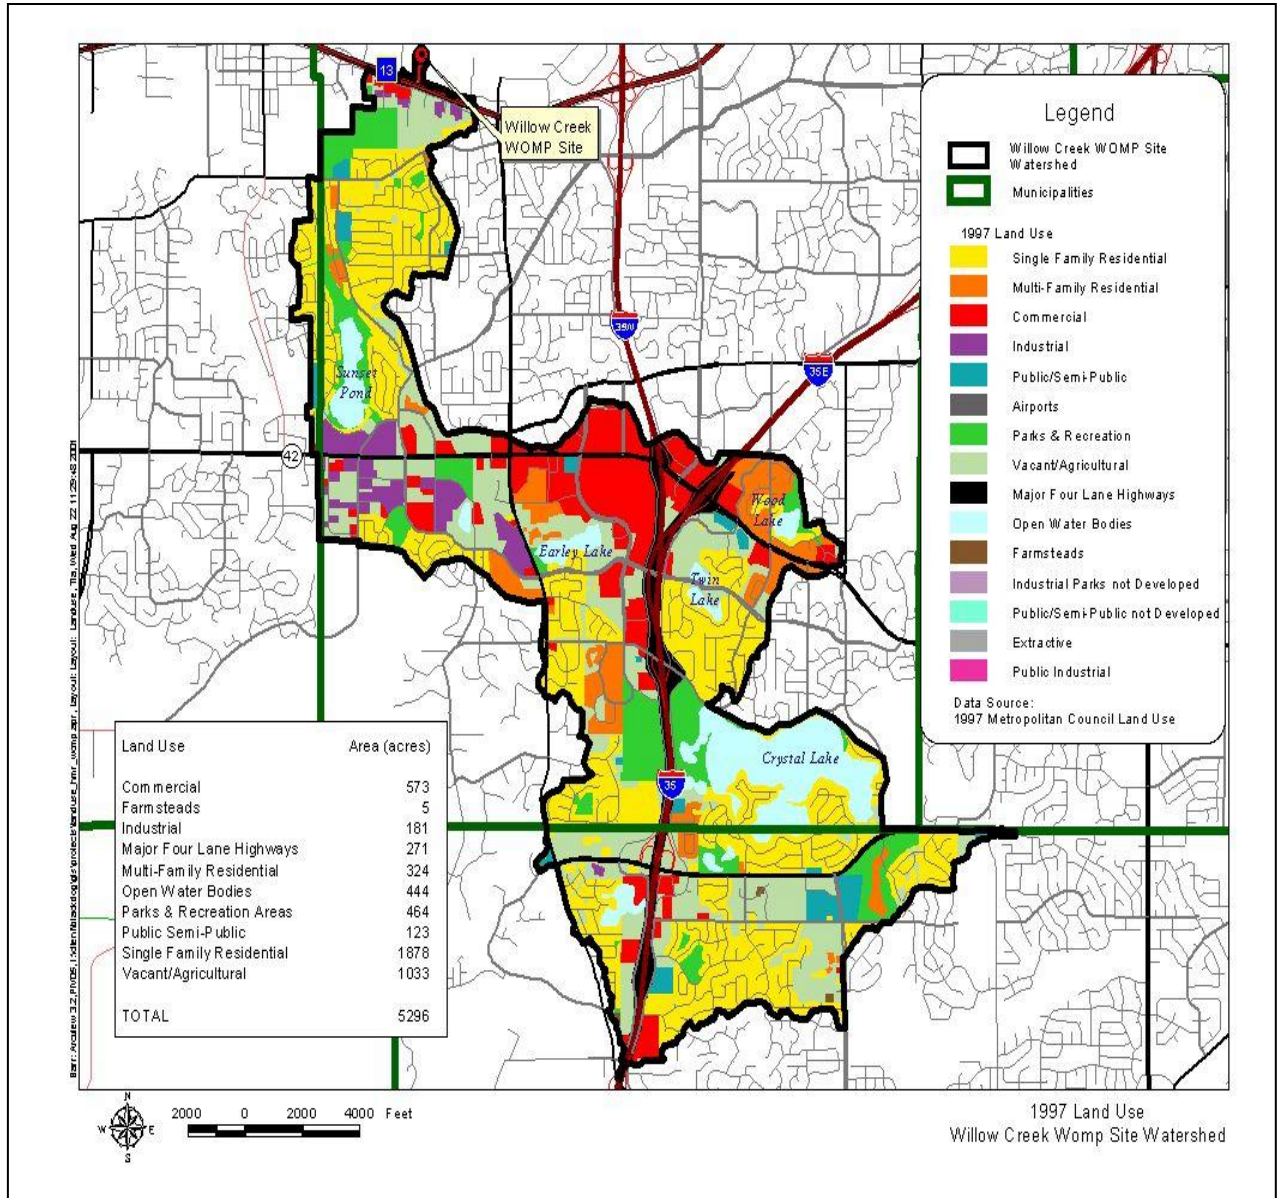 13
Willow Creek
WOMP Site
Legend
Willow Creek WOMP Site
Watershed
Municipalities
1997 Land Use
Single Family Residential
Multi-Family Residential
Commercial
Industrial
Public/Semi-Public
Airports
Parks & Recreation
Vacant/Agricultural
Major Four Lane Highways
Open Water Bodies
Farmsteads
Industrial Parks not Developed
Public/Semi-Public not Developed
Extractive
Public Industrial
Data Source:
1997 Metropolitan Council Land Use
35E
Sunset
Pond
42
Wood
Lake
Earley Lake
Twin
Lake
Crystal Lake
35
Land Use Area (acres)
Commercial 573
Farmsteads 5
Industrial 181
Major Four Lane Highways 271
Multi-Family Residential 324
Open Water Bodies 444
Parks & Recreation Areas 464
Public Semi-Public 123
Single Family Residential 1878
Vacant/Agricultural 1033
TOTAL 5296
N
W E
S
2000 0 2000 4000 Feet
1997 Land Use
Willow Creek Womp Site Watershed